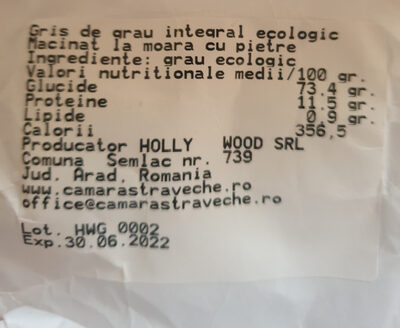 Gris de grau integral ecologic
Macinat la moara cu pietre
Ingrediente: grau ecologic
Valori nutritionale medii/100 gr.
Glucide 73,4 gr.
Proteine 11,5 gr.
Lipide 0,9 gr.
Calorii 356,5
Producator HOLLY WOOD SRL
Comuna Semlac nr. 739
Jud. Arad, Romania
www.camarastraveche.ro
office@camarastraveche.ro
Lot. HWG 0002
Exp.30.06.2022